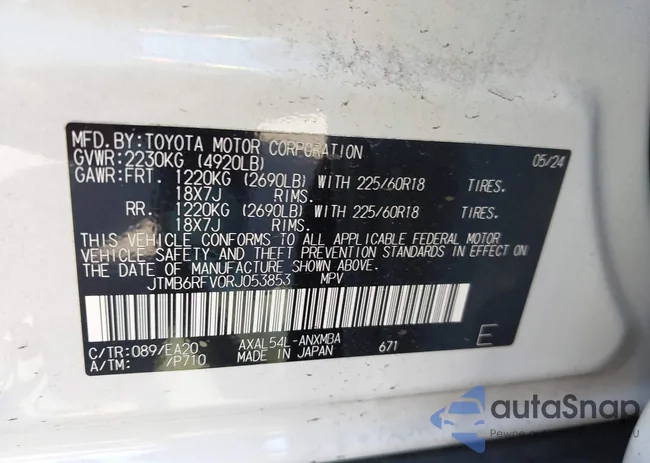 MFD.BY:TOYOTA MOTOR CORPORATION 05/24
GVWR:2230KG (4920LB)
GAWR:FRT. 1220KG (2690LB) WITH 225/60R18 TIRES.
18X7J RIMS.
RR. 1220KG (2690LB) WITH 225/60R18 TIRES.
18X7J RIMS.
THIS VEHICLE CONFORMS TO ALL APPLICABLE FEDERAL MOTOR
VEHICLE SAFETY AND THEFT PREVENTION STANDARDS IN EFFECT
ON THE DATE OF MANUFACTURE SHOWN ABOVE.
JTMB6RFV0RJ053853 MPV
C/TR:089/EA20 AXAL54L-ANXMBA 671 E
A/TM: /P710 MADE IN JAPAN
autaSnap